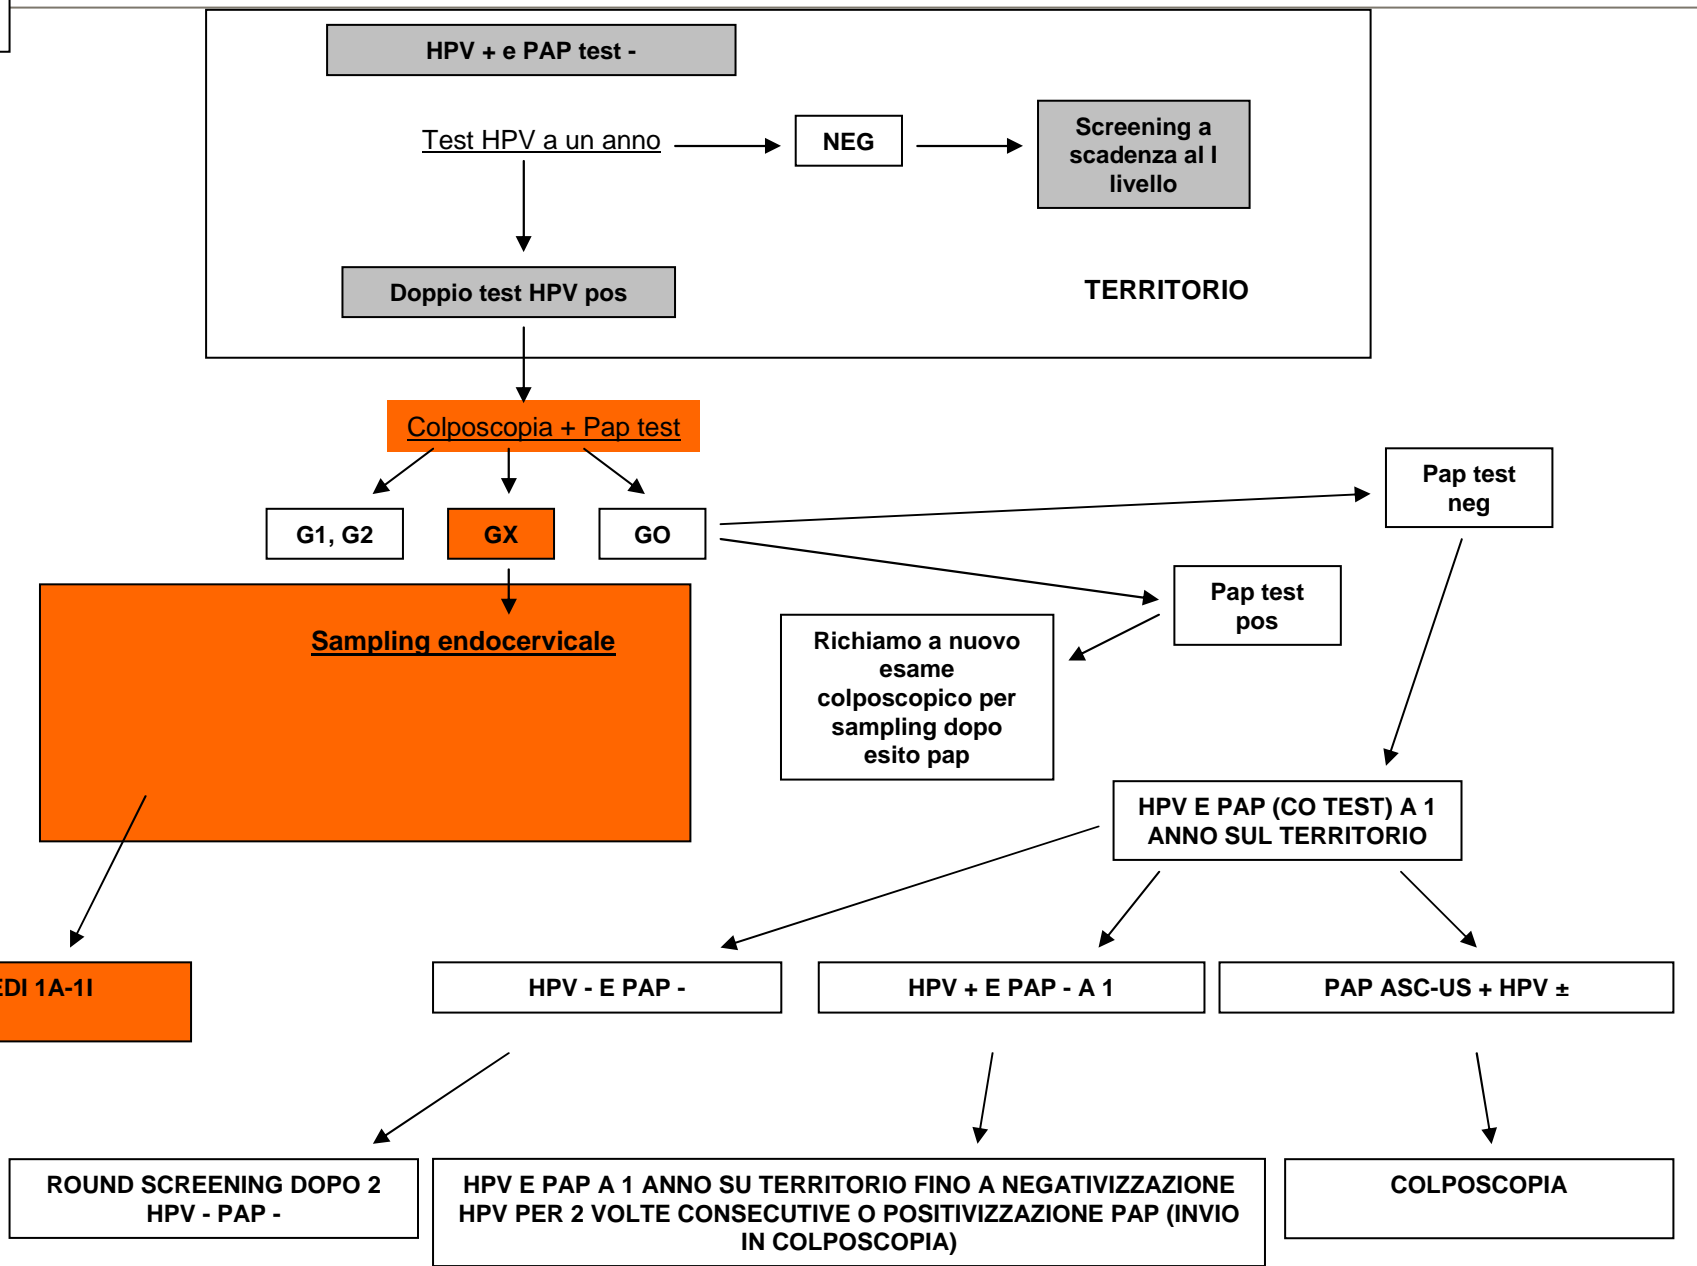 HPV + e PAP test -
Test HPV a un anno
NEG
Screening a
scadenza al I
livello
Doppio test HPV pos
TERRITORIO
Colposcopia + Pap test
Pap test
neg
G1, G2
GX
GO
Pap test
pos
Sampling endocervicale
Richiamo a nuovo
esame
colposcopico per
sampling dopo
esito pap
HPV E PAP (CO TEST) A 1
ANNO SUL TERRITORIO
EDI 1A-1I
HPV - E PAP -
HPV + E PAP - A 1
PAP ASC-US + HPV ±
ROUND SCREENING DOPO 2
HPV - PAP -
HPV E PAP A 1 ANNO SU TERRITORIO FINO A NEGATIVIZZAZIONE
HPV PER 2 VOLTE CONSECUTIVE O POSITIVIZZAZIONE PAP (INVIO
IN COLPOSCOPIA)
COLPOSCOPIA